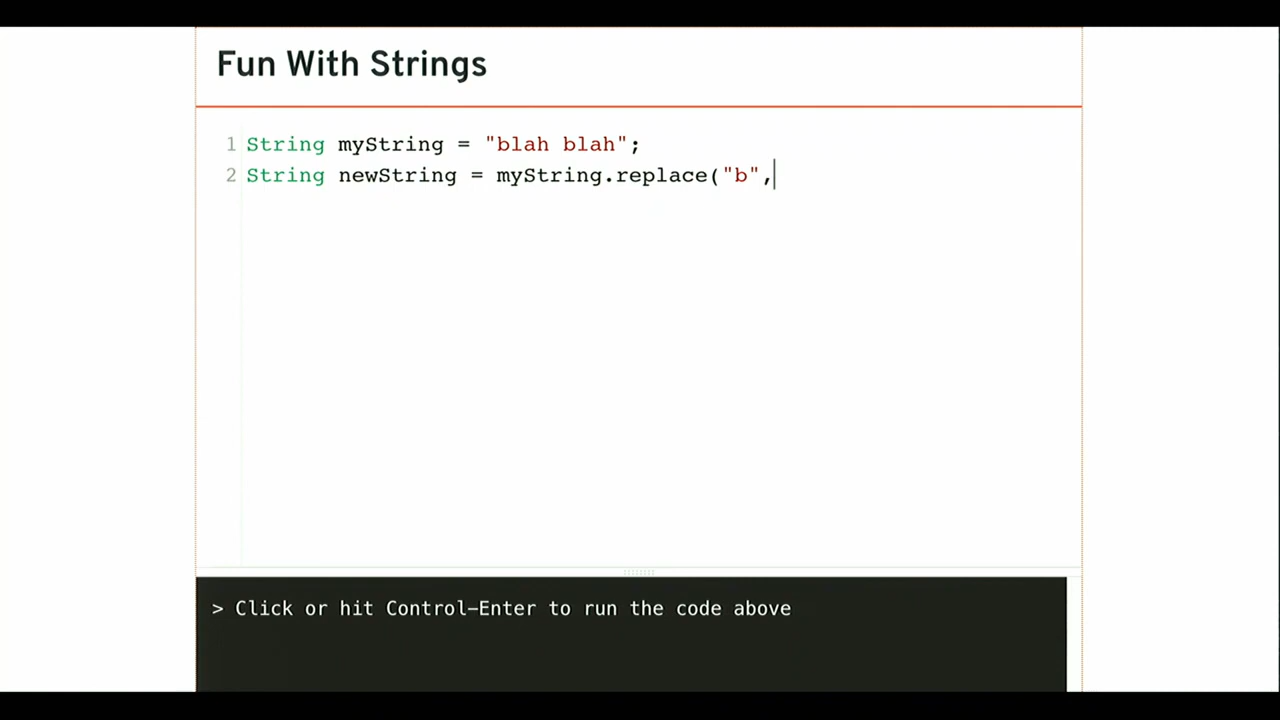 Fun With Strings
1 String myString = "blah blah";
2 String newString = myString.replace("b",
> Click or hit Control-Enter to run the code above